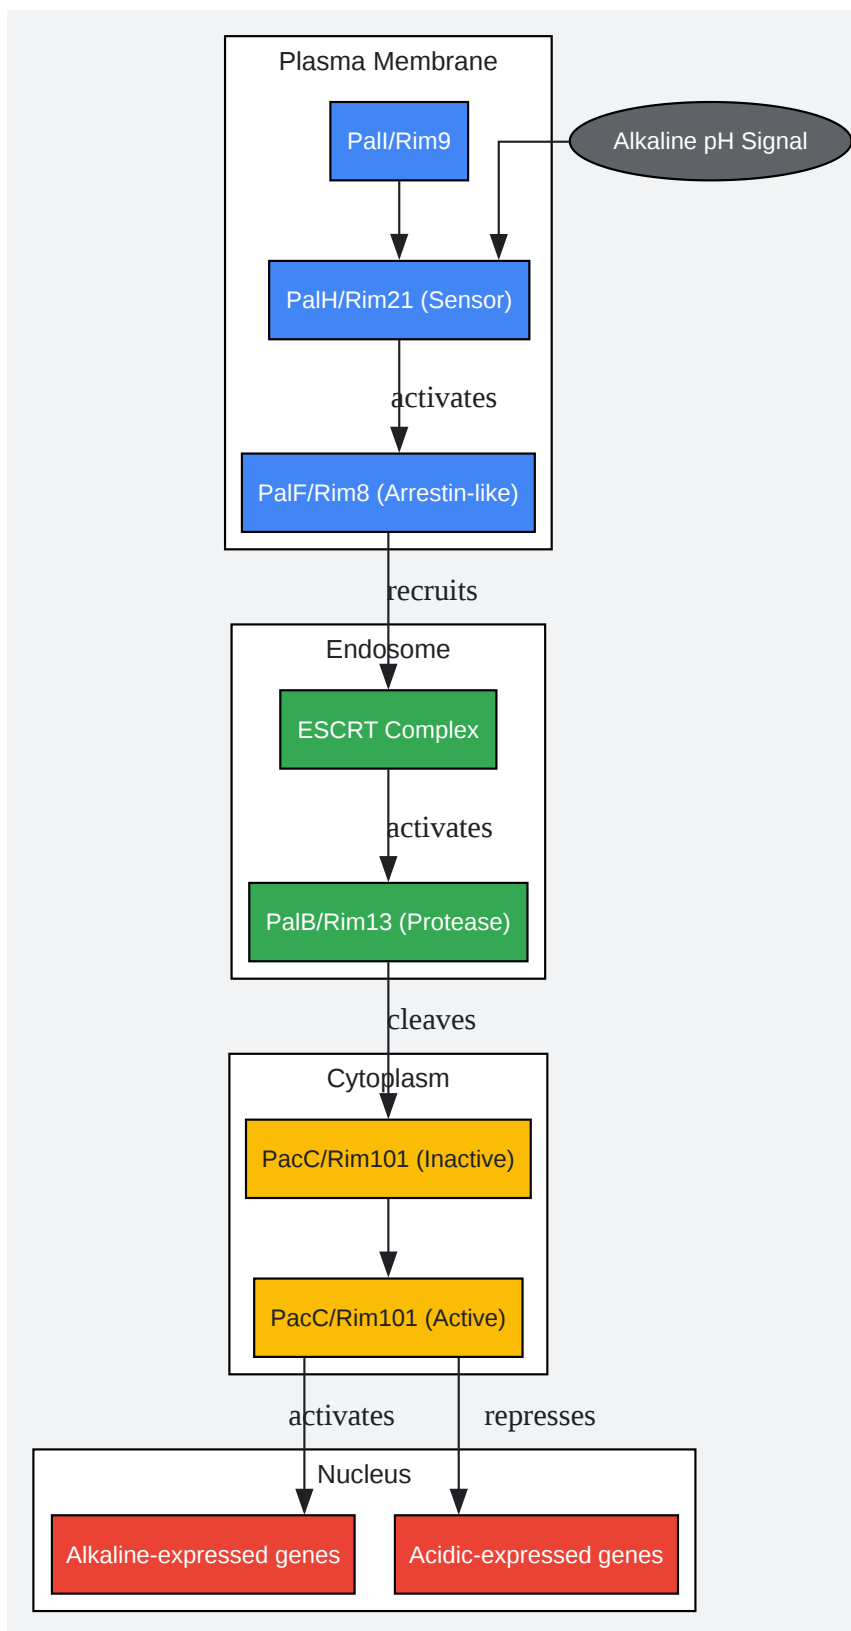 Plasma Membrane
PalI/Rim9
Alkaline pH Signal
PalH/Rim21 (Sensor)
activates
PalF/Rim8 (Arrestin-like)
recruits
Endosome
ESCRT Complex
activates
PalB/Rim13 (Protease)
cleaves
Cytoplasm
PacC/Rim101 (Inactive)
PacC/Rim101 (Active)
activates
represses
Nucleus
Alkaline-expressed genes
Acidic-expressed genes